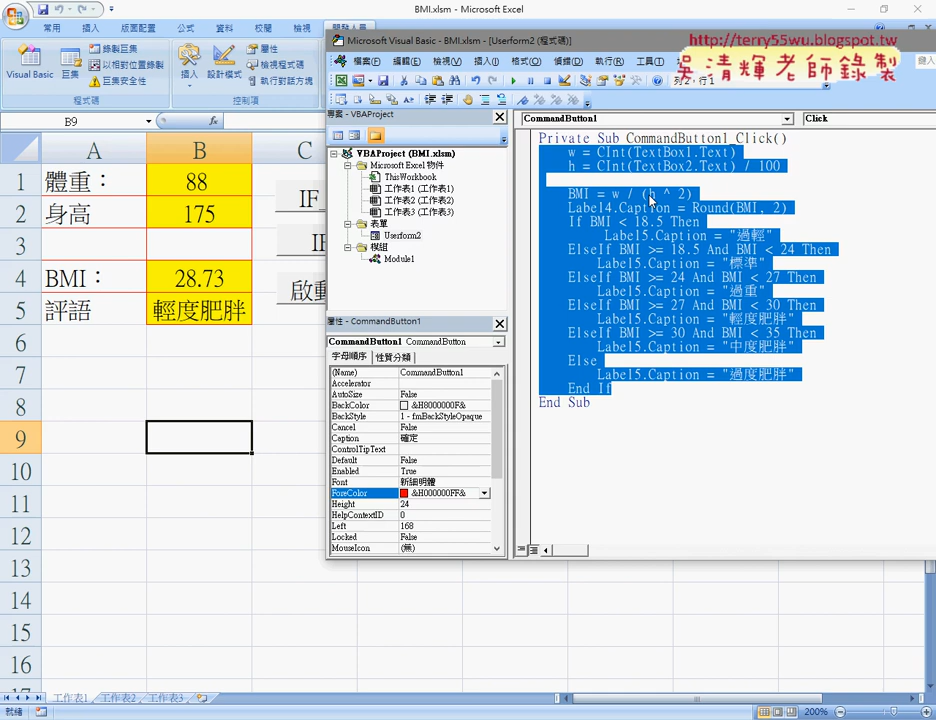 BMI.xlsm - Microsoft Excel
常用 插入 版面配置 公式 資料 校閱 檢視 開發人員
Visual Basic 巨集 錄製巨集 以相對位置錄製 巨集安全性 程式碼
插入 設計模式 屬性 檢視程式碼 執行對話方塊 控制項
B9 fx
A B C
1 體重： 88
2 身高 175
3
4 BMI： 28.73
5 評語 輕度肥胖
6
7
8
9
10
11
12
13
14
15
16
17
IF
IF
啟動
工作表1 工作表2 工作表3
就緒 200%
Microsoft Visual Basic - BMI.xlsm - [Userform2 (程式碼)]
檔案(F) 編輯(E) 檢視(V) 插入(I) 格式(O) 偵錯(D) 執行(R) 工具(T)
列2, 行1
http://terry55wu.blogspot.tw
吳清輝老師錄製
專案 - VBAProject
VBAProject (BMI.xlsm)
Microsoft Excel 物件
ThisWorkbook
工作表1 (工作表1)
工作表2 (工作表2)
工作表3 (工作表3)
表單
Userform2
模組
Module1
屬性 - CommandButton1
CommandButton1 CommandButton
字母順序 性質分類
(Name) CommandButton1
Accelerator
AutoSize False
BackColor &H8000000F&
BackStyle 1 - fmBackStyleOpaque
Cancel False
Caption 確定
ControlTipText
Default False
Enabled True
Font 新細明體
ForeColor &H000000FF&
Height 24
HelpContextID 0
Left 168
Locked False
MouseIcon (無)
CommandButton1 Click
Private Sub CommandButton1_Click()
w = CInt(TextBox1.Text)
h = CInt(TextBox2.Text) / 100
BMI = w / (h ^ 2)
Label4.Caption = Round(BMI, 2)
If BMI < 18.5 Then
Label5.Caption = "過輕"
ElseIf BMI >= 18.5 And BMI < 24 Then
Label5.Caption = "標準"
ElseIf BMI >= 24 And BMI < 27 Then
Label5.Caption = "過重"
ElseIf BMI >= 27 And BMI < 30 Then
Label5.Caption = "輕度肥胖"
ElseIf BMI >= 30 And BMI < 35 Then
Label5.Caption = "中度肥胖"
Else
Label5.Caption = "過度肥胖"
End If
End Sub